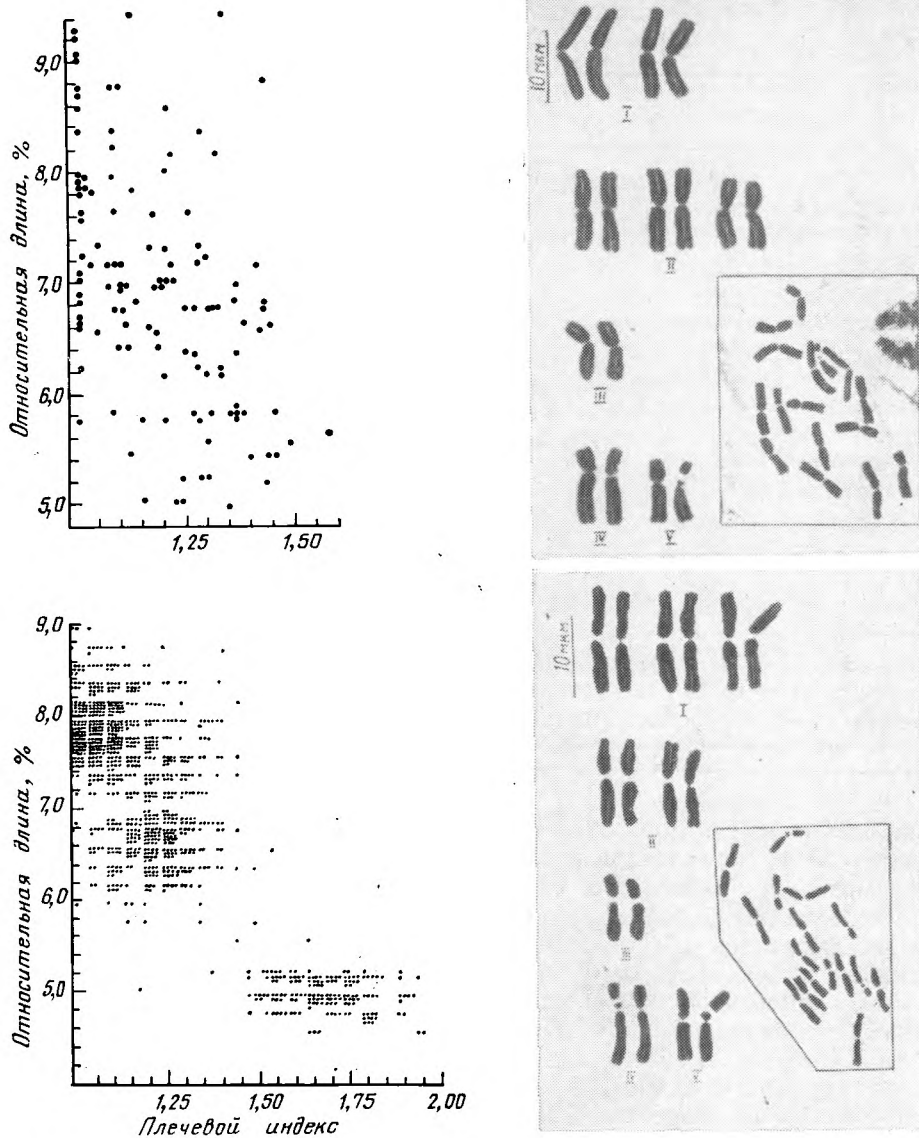 Относительная длина, %
9,0
8,0
7,0
6,0
5,0
1,25 1,50
10 мкм
I
II
III
IV V
Относительная длина, %
9,0
8,0
7,0
6,0
5,0
1,25 1,50 1,75 2,00
Плечевой индекс
10 мкм
I
III